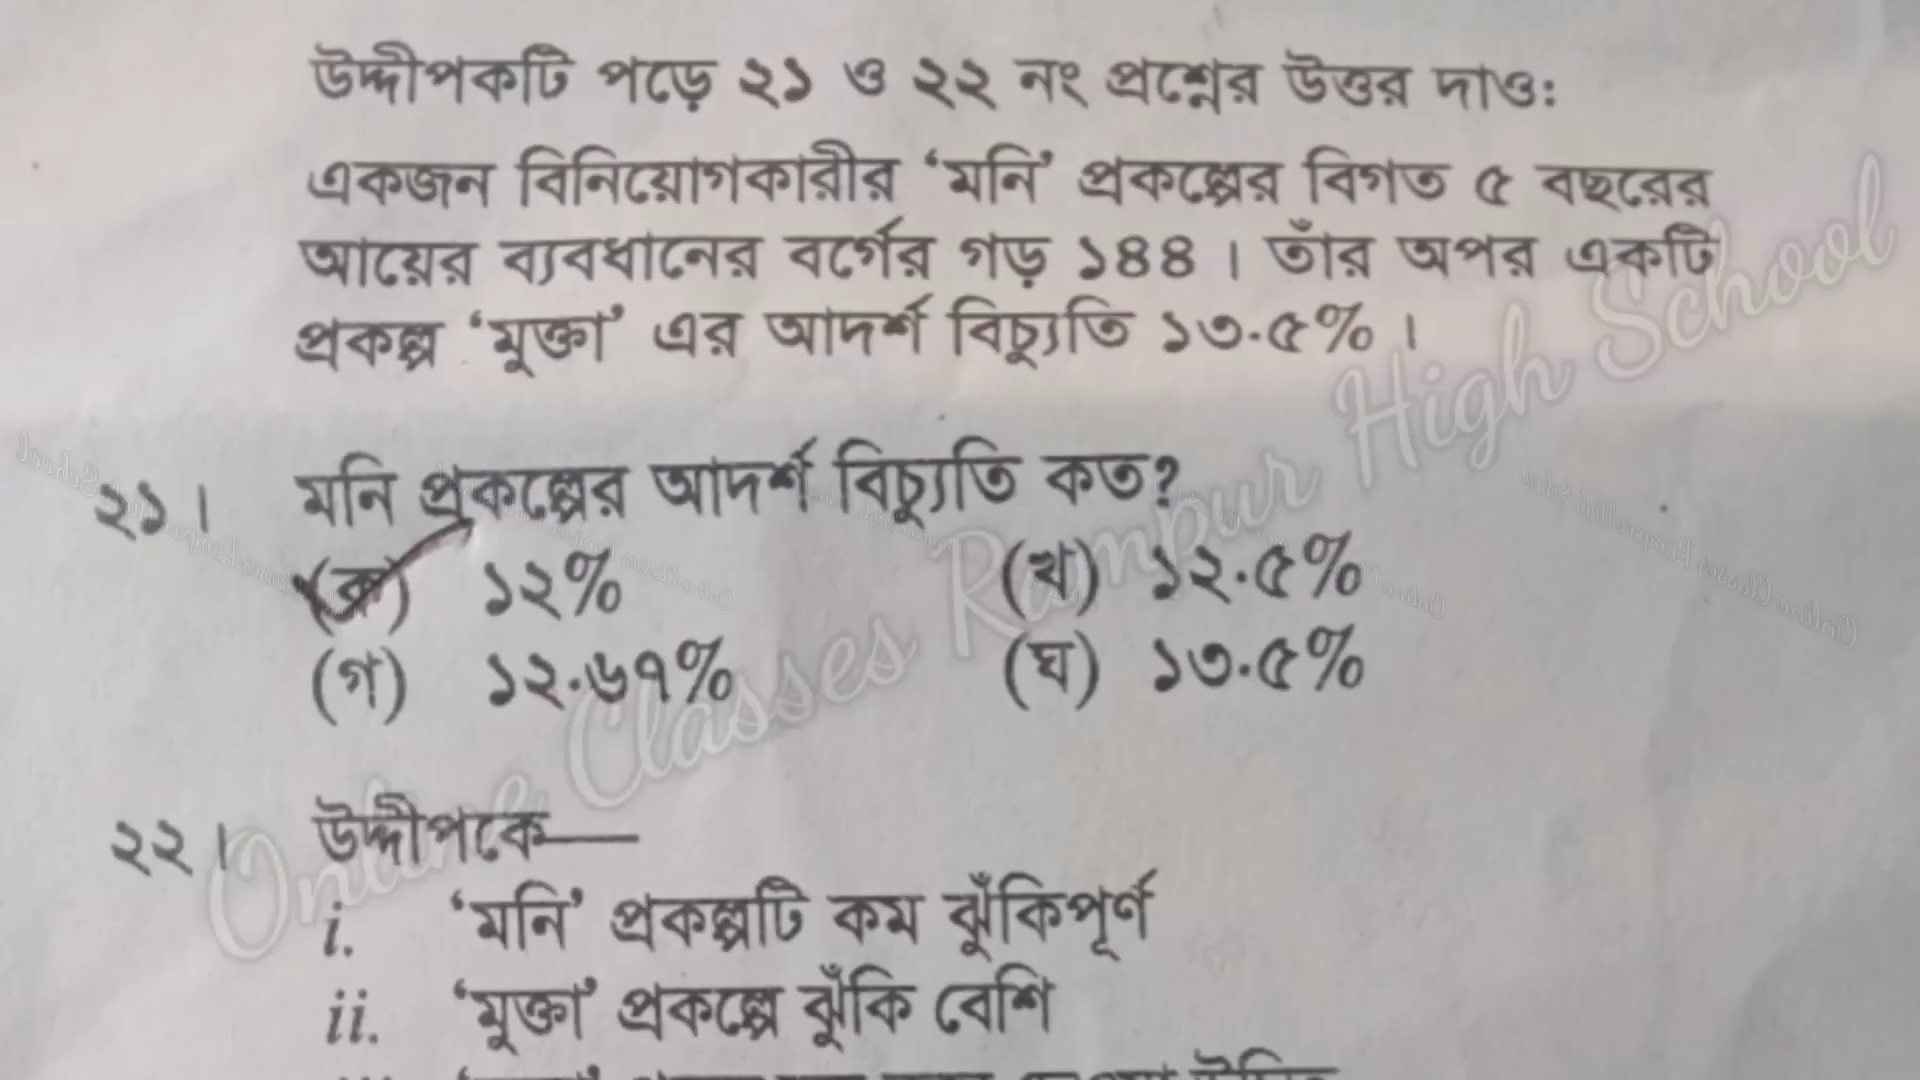 উদ্দীপকটি পড়ে ২১ ও ২২ নং প্রশ্নের উত্তর দাও:
একজন বিনিয়োগকারীর ‘মনি’ প্রকল্পের বিগত ৫ বছরের
আয়ের ব্যবধানের বর্গের গড় ১৪৪। তাঁর অপর একটি
প্রকল্প ‘মুক্তা’ এর আদর্শ বিচ্যুতি ১৩.৫%।
২১। মনি প্রকল্পের আদর্শ বিচ্যুতি কত?
(ক) ১২% (খ) ১২.৫%
(গ) ১২.৬৭% (ঘ) ১৩.৫%
২২। উদ্দীপকে—
i. ‘মনি’ প্রকল্পটি কম ঝুঁকিপূর্ণ
ii. ‘মুক্তা’ প্রকল্পে ঝুঁকি বেশি
Online Classes Rampur High School